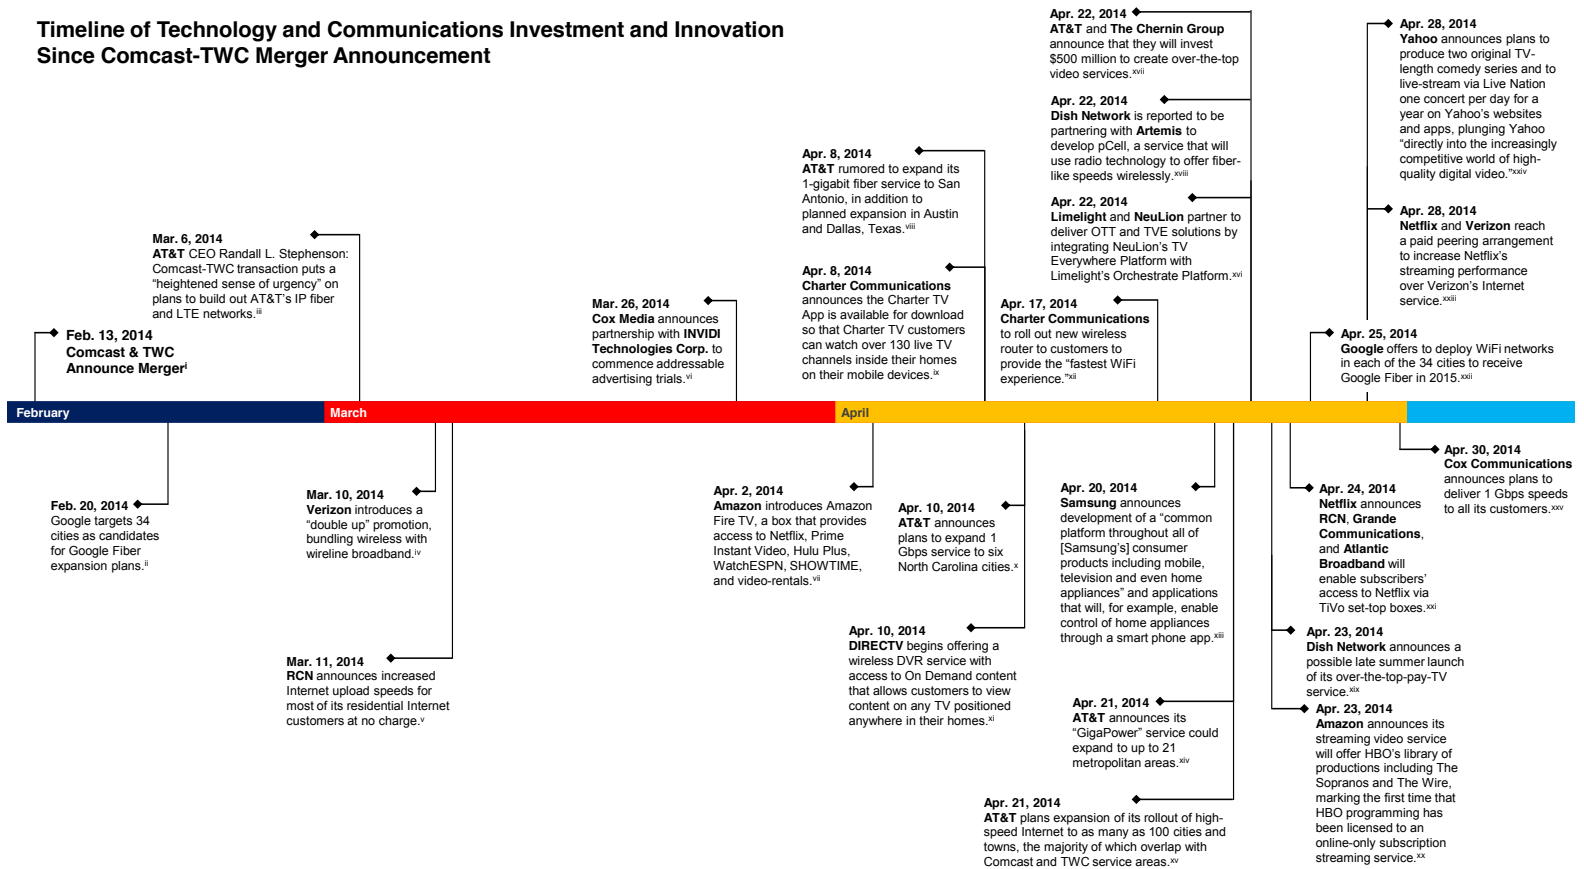 Timeline of Technology and Communications Investment and Innovation
Since Comcast-TWC Merger Announcement
Feb. 13, 2014
Comcast & TWC
Announce Mergerⁱ
Mar. 6, 2014
AT&T CEO Randall L. Stephenson:
Comcast-TWC transaction puts a
“heightened sense of urgency” on
plans to build out AT&T’s IP fiber
and LTE networks.ⁱⁱⁱ
Mar. 26, 2014
Cox Media announces
partnership with INVIDI
Technologies Corp. to
commence addressable
advertising trials.ᵛⁱ
Apr. 8, 2014
AT&T rumored to expand its
1-gigabit fiber service to San
Antonio, in addition to
planned expansion in Austin
and Dallas, Texas.ᵛⁱⁱⁱ
Apr. 8, 2014
Charter Communications
announces the Charter TV
App is available for download
so that Charter TV customers
can watch over 130 live TV
channels inside their homes
on their mobile devices.ⁱˣ
Apr. 22, 2014
AT&T and The Chernin Group
announce that they will invest
$500 million to create over-the-top
video services.ˣᵛⁱⁱ
Apr. 22, 2014
Dish Network is reported to be
partnering with Artemis to
develop pCell, a service that will
use radio technology to offer fiber-
like speeds wirelessly.ˣᵛⁱⁱⁱ
Apr. 22, 2014
Limelight and NeuLion partner to
deliver OTT and TVE solutions by
integrating NeuLion’s TV
Everywhere Platform with
Limelight’s Orchestrate Platform.ˣᵛⁱ
Apr. 17, 2014
Charter Communications
to roll out new wireless
router to customers to
provide the “fastest WiFi
experience.”ˣⁱⁱ
Apr. 28, 2014
Yahoo announces plans to
produce two original TV-
length comedy series and to
live-stream via Live Nation
one concert per day for a
year on Yahoo’s websites
and apps, plunging Yahoo
“directly into the increasingly
competitive world of high-
quality digital video.”ˣˣⁱᵛ
Apr. 28, 2014
Netflix and Verizon reach
a paid peering arrangement
to increase Netflix’s
streaming performance
over Verizon’s Internet
service.ˣˣⁱⁱⁱ
Apr. 25, 2014
Google offers to deploy WiFi networks
in each of the 34 cities to receive
Google Fiber in 2015.ˣˣⁱⁱ
February
March
April
Feb. 20, 2014
Google targets 34
cities as candidates
for Google Fiber
expansion plans.ⁱⁱ
Mar. 10, 2014
Verizon introduces a
“double up” promotion,
bundling wireless with
wireline broadband.ⁱᵛ
Mar. 11, 2014
RCN announces increased
Internet upload speeds for
most of its residential Internet
customers at no charge.ᵛ
Apr. 2, 2014
Amazon introduces Amazon
Fire TV, a box that provides
access to Netflix, Prime
Instant Video, Hulu Plus,
WatchESPN, SHOWTIME,
and video-rentals.ᵛⁱⁱ
Apr. 10, 2014
AT&T announces
plans to expand 1
Gbps service to six
North Carolina cities.ˣ
Apr. 10, 2014
DIRECTV begins offering a
wireless DVR service with
access to On Demand content
that allows customers to view
content on any TV positioned
anywhere in their homes.ˣⁱ
Apr. 20, 2014
Samsung announces
development of a “common
platform throughout all of
[Samsung’s] consumer
products including mobile,
television and even home
appliances” and applications
that will, for example, enable
control of home appliances
through a smart phone app.ˣⁱⁱⁱ
Apr. 21, 2014
AT&T announces its
“GigaPower” service could
expand to up to 21
metropolitan areas.ˣⁱᵛ
Apr. 21, 2014
AT&T plans expansion of its rollout of high-
speed Internet to as many as 100 cities and
towns, the majority of which overlap with
Comcast and TWC service areas.ˣᵛ
Apr. 30, 2014
Cox Communications
announces plans to
deliver 1 Gbps speeds
to all its customers.ˣˣᵛ
Apr. 24, 2014
Netflix announces
RCN, Grande
Communications,
and Atlantic
Broadband will
enable subscribers’
access to Netflix via
TiVo set-top boxes.ˣˣⁱ
Apr. 23, 2014
Dish Network announces a
possible late summer launch
of its over-the-top-pay-TV
service.ˣⁱˣ
Apr. 23, 2014
Amazon announces its
streaming video service
will offer HBO’s library of
productions including The
Sopranos and The Wire,
marking the first time that
HBO programming has
been licensed to an
online-only subscription
streaming service.ˣˣ